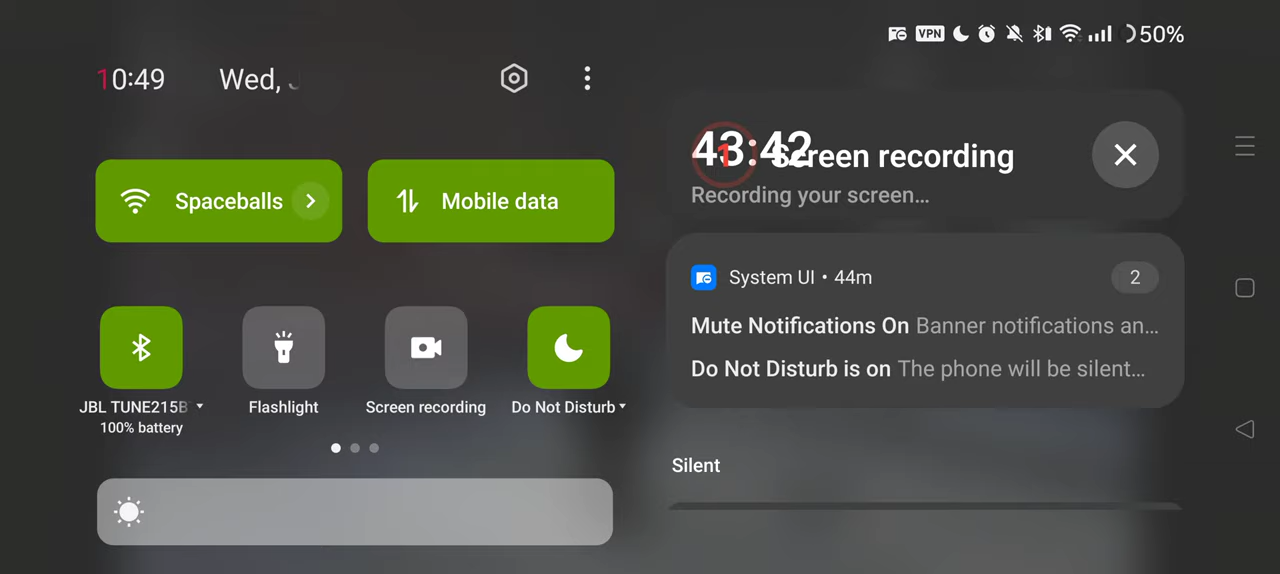 VPN 50%
10:49 Wed,
Spaceballs
Mobile data
JBL TUNE215B
100% battery
Flashlight
Screen recording
Do Not Disturb
43:42
1
Screen recording
Recording your screen…
System UI • 44m 2
Mute Notifications On Banner notifications an…
Do Not Disturb is on The phone will be silent…
Silent